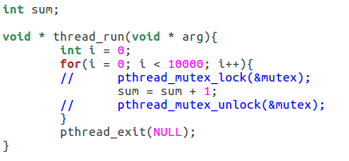 int sum;
void * thread_run(void * arg){
int i = 0;
for(i = 0; i < 10000; i++){
// pthread_mutex_lock(&mutex);
sum = sum + 1;
// pthread_mutex_unlock(&mutex);
}
pthread_exit(NULL);
}